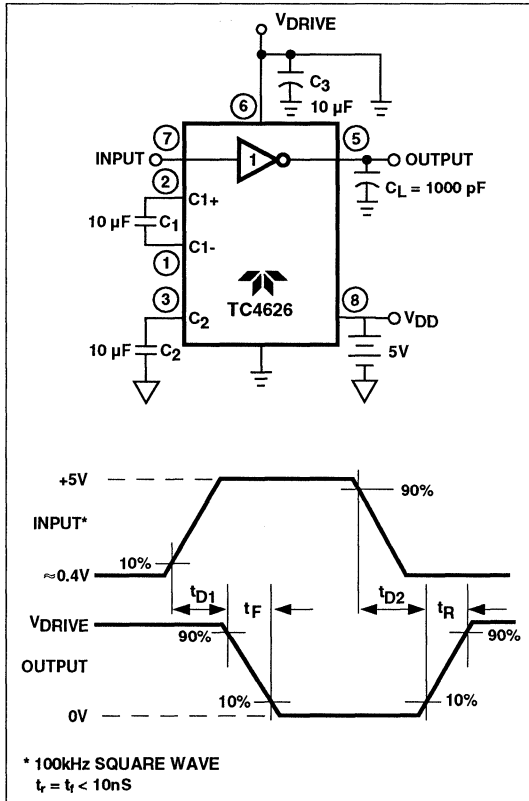 VDRIVE
C3
10 µF
6
7
5
INPUT
1
OUTPUT
2
C1+
CL = 1000 pF
10 µF
C1
C1-
1
3
C2
TC4626
8
VDD
10 µF
C2
5V
+5V
90%
INPUT*
10%
≈0.4V
tD1
tF
tD2
tR
VDRIVE
90%
90%
OUTPUT
10%
10%
0V
* 100kHz SQUARE WAVE
tr = tf < 10nS